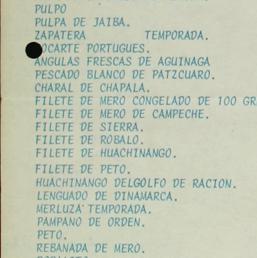 PULPO
PULPA DE JAIBA.
ZAPATERA TEMPORADA.
OCARTE PORTUGUES.
ANGULAS FRESCAS DE AGUINAGA
PESCADO BLANCO DE PATZCUARO.
CHARAL DE CHAPALA.
FILETE DE MERO CONGELADO DE 100 GR
FILETE DE MERO DE CAMPECHE.
FILETE DE SIERRA.
FILETE DE ROBALO.
FILETE DE HUACHINANGO.
FILETE DE PETO.
HUACHINANGO DELGOLFO DE RACION.
LENGUADO DE DINAMARCA.
MERLUZA TEMPORADA.
PAMPANO DE ORDEN.
PETO.
REBANADA DE MERO.